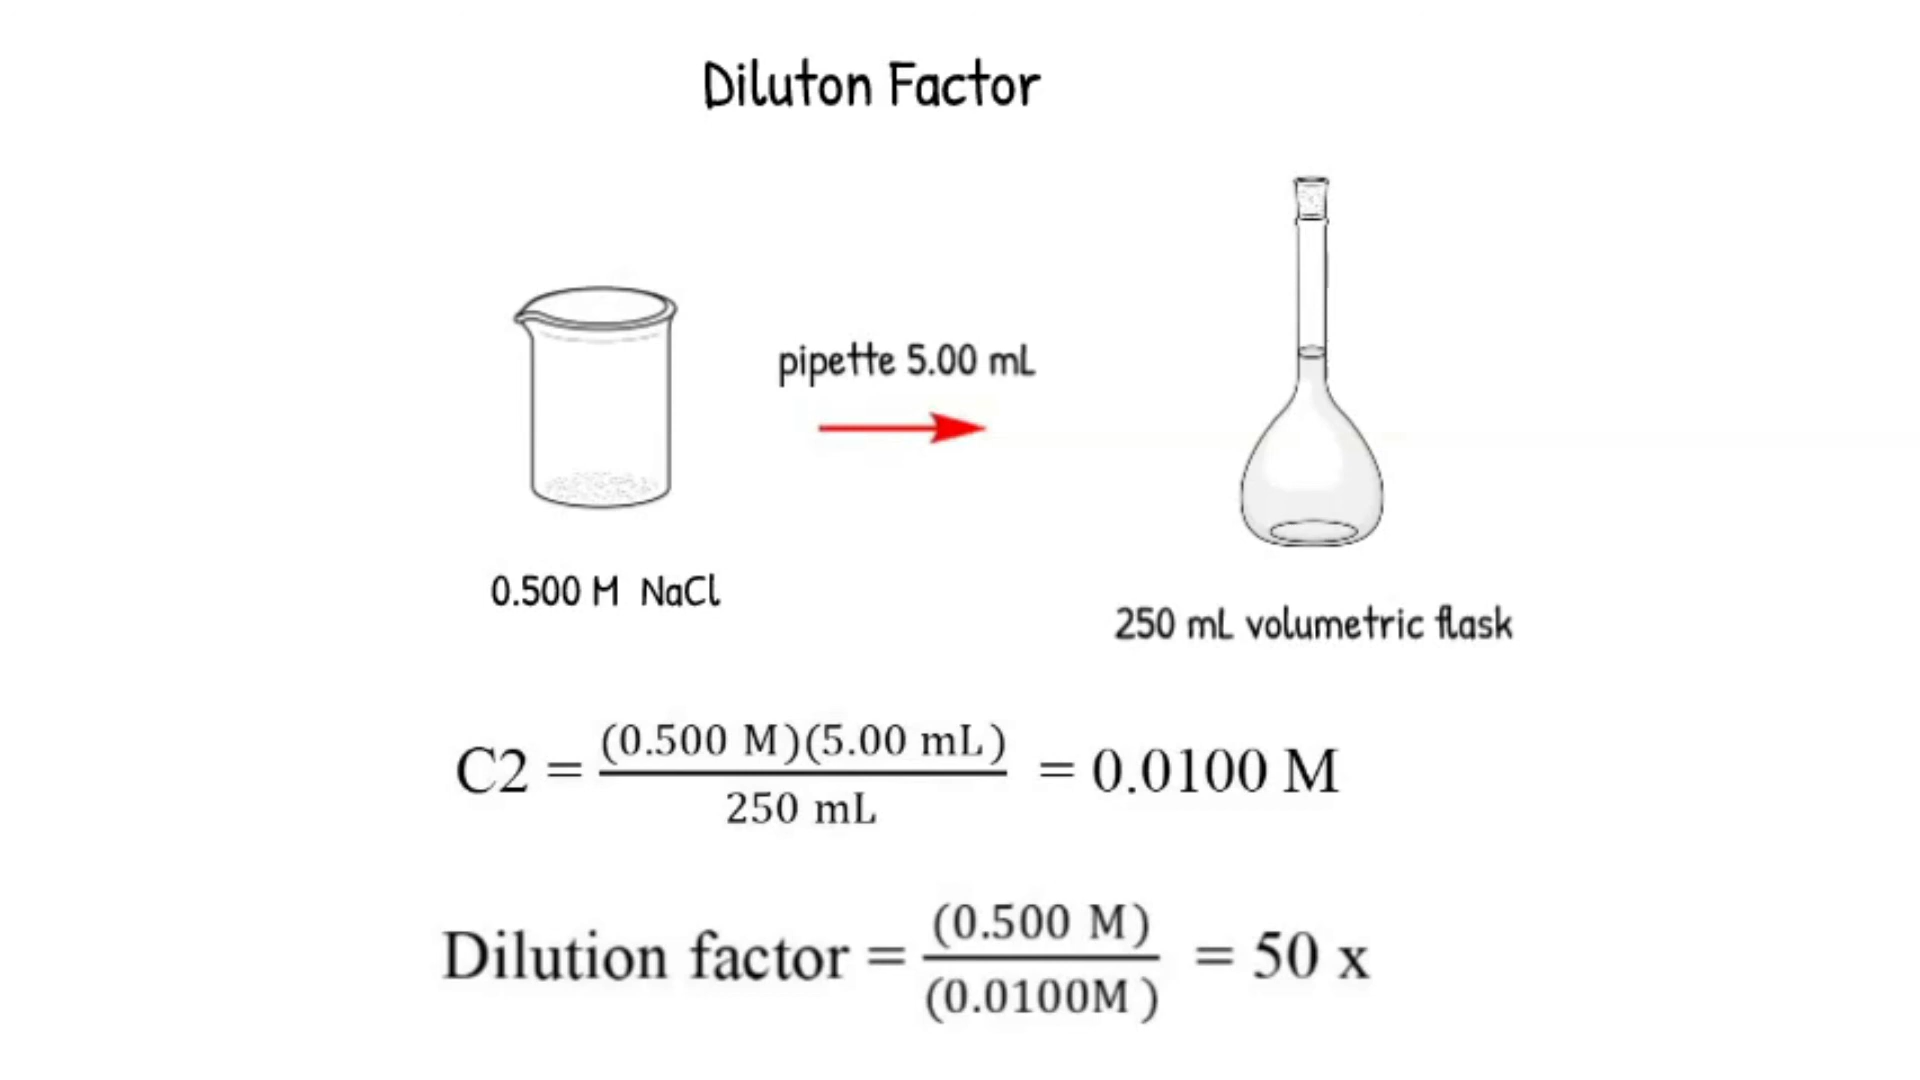 Diluton Factor
pipette 5.00 mL
0.500 M NaCl
250 mL volumetric flask
C2 = (0.500 M)(5.00 mL) / 250 mL = 0.0100 M
Dilution factor = (0.500 M) / (0.0100M ) = 50 x